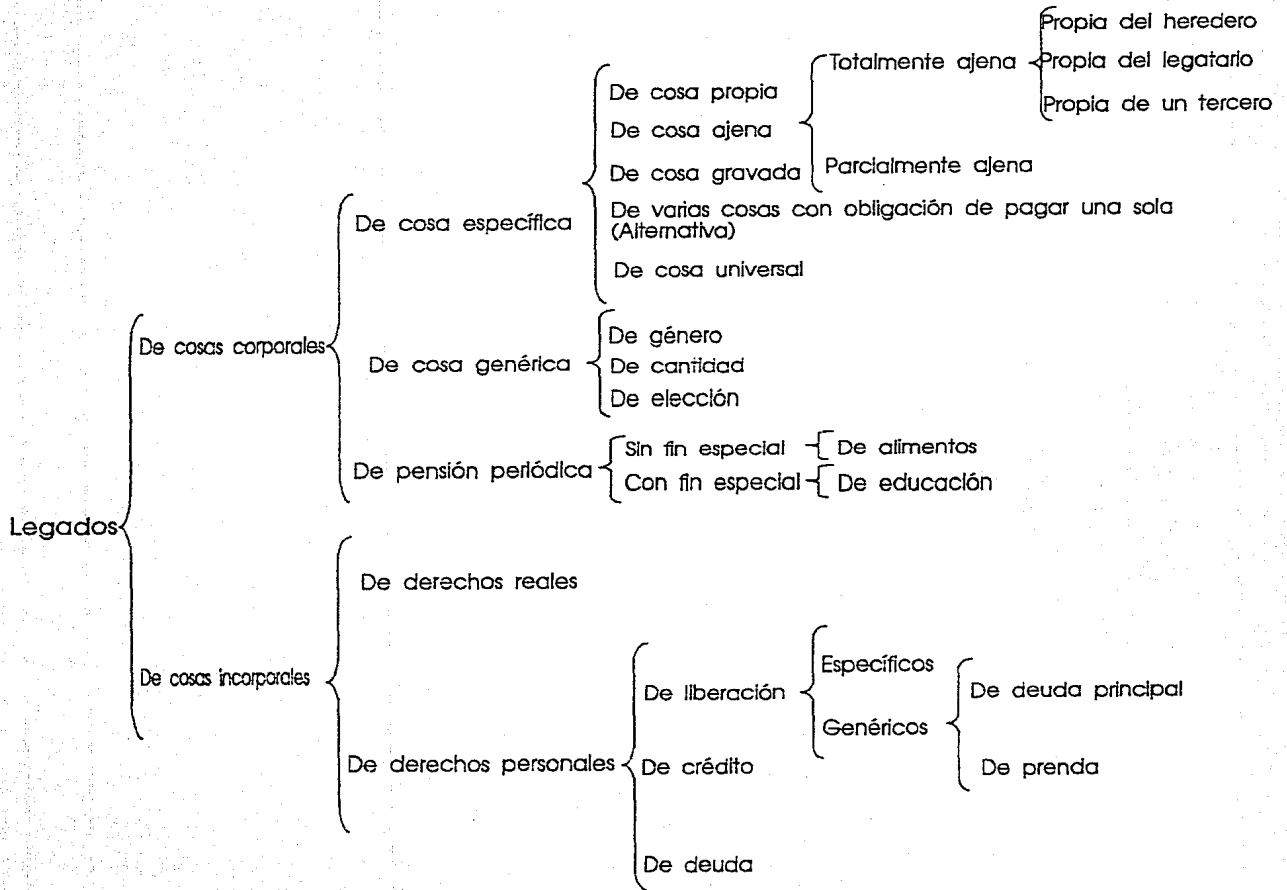 Legados
De cosas corporales
De cosa específica
De cosa propia
De cosa ajena
Totalmente ajena
Propia del heredero
Propia del legatario
Propia de un tercero
Parcialmente ajena
De cosa gravada
De varias cosas con obligación de pagar una sola
(Alternativa)
De cosa universal
De cosa genérica
De género
De cantidad
De elección
De pensión periódica
Sin fin especial
De alimentos
Con fin especial
De educación
De cosas incorporales
De derechos reales
De derechos personales
De liberación
Específicos
Genéricos
De deuda principal
De prenda
De crédito
De deuda